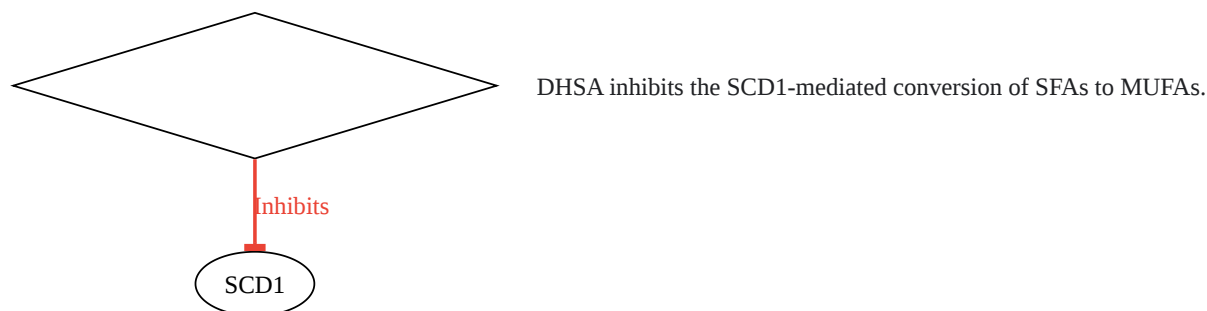 DHSA inhibits the SCD1-mediated conversion of SFAs to MUFAs.
Inhibits
SCD1